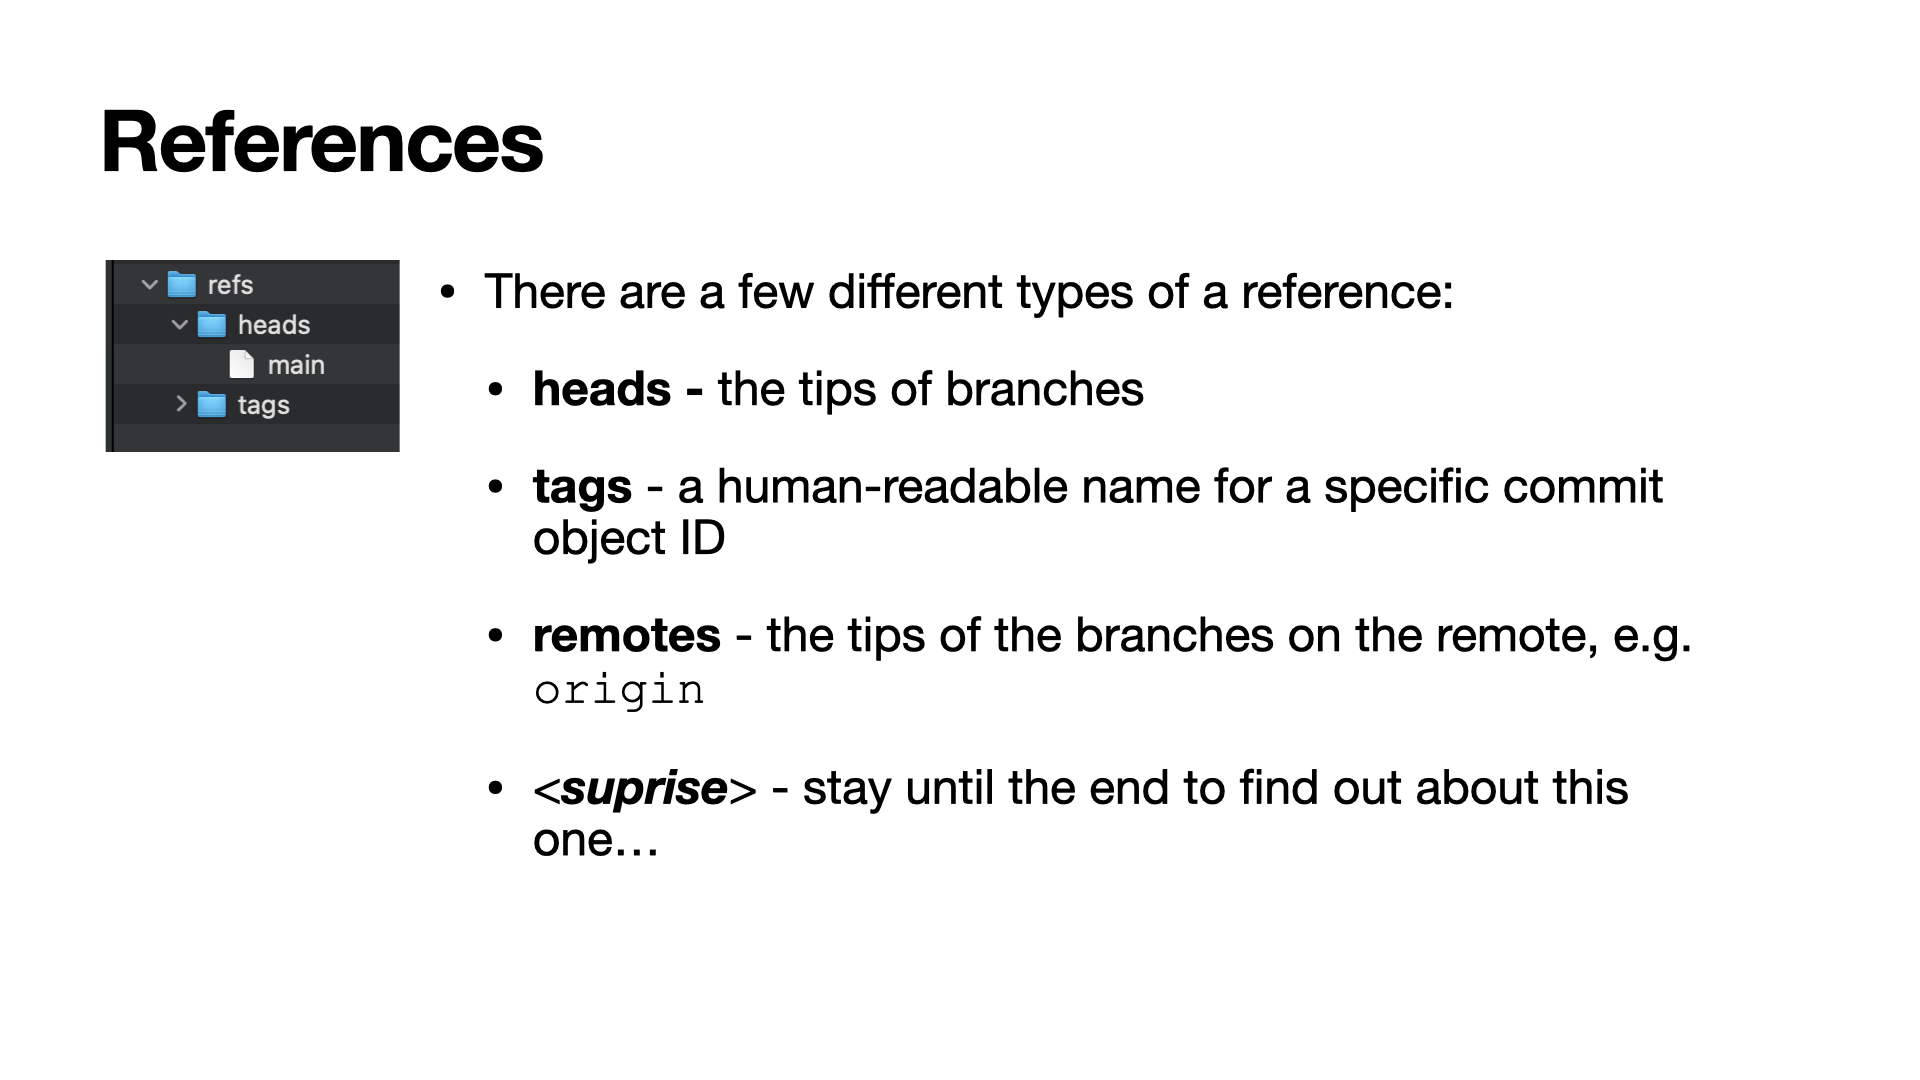 References
refs
heads
main
tags
• There are a few different types of a reference:
• heads - the tips of branches
• tags - a human-readable name for a specific commit
object ID
• remotes - the tips of the branches on the remote, e.g.
origin
• <suprise> - stay until the end to find out about this
one…